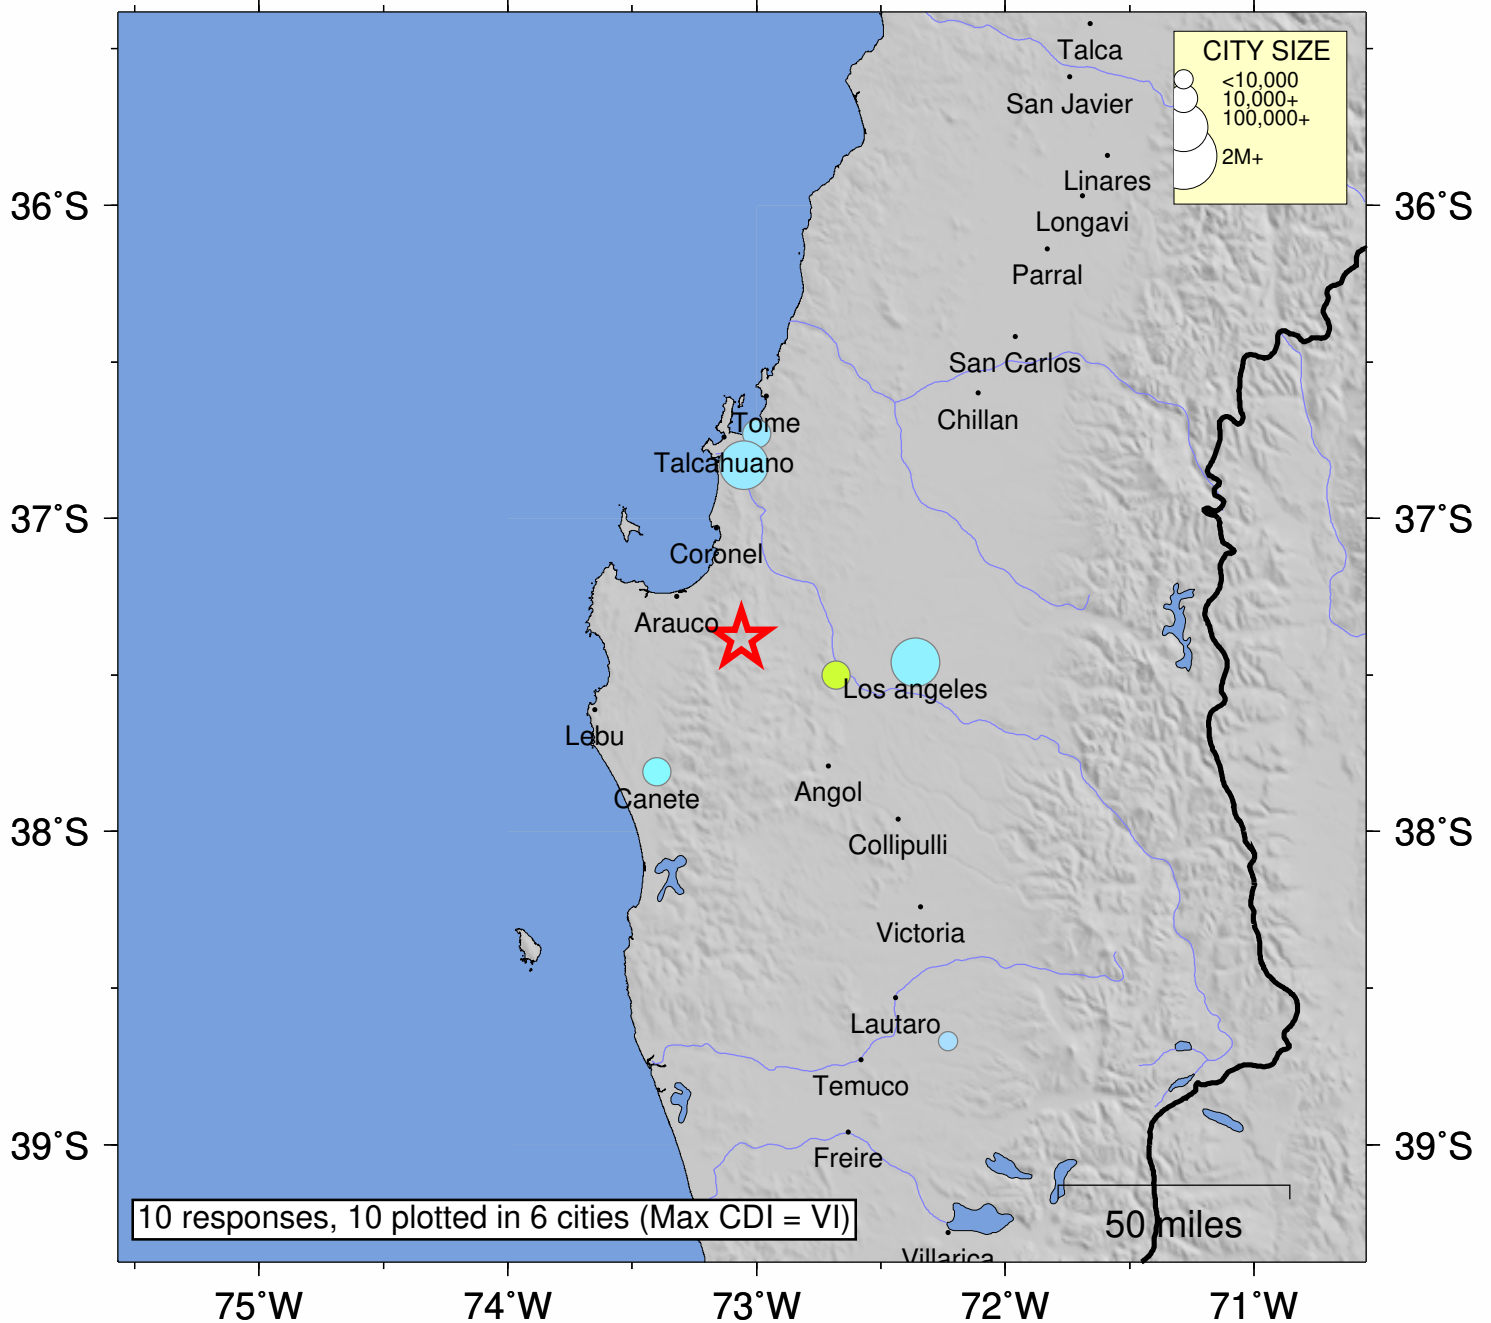 Talca
CITY SIZE
<10,000
10,000+
100,000+
2M+
San Javier
Linares
36°S
36°S
Longavi
Parral
San Carlos
Chillan
Tome
Talcahuano
37°S
37°S
Coronel
Arauco
Los angeles
Lebu
Angol
Canete
38°S
38°S
Collipulli
Victoria
Lautaro
Temuco
39°S
39°S
Freire
10 responses, 10 plotted in 6 cities (Max CDI = VI)
50 miles
Villarica
75°W
74°W
73°W
72°W
71°W